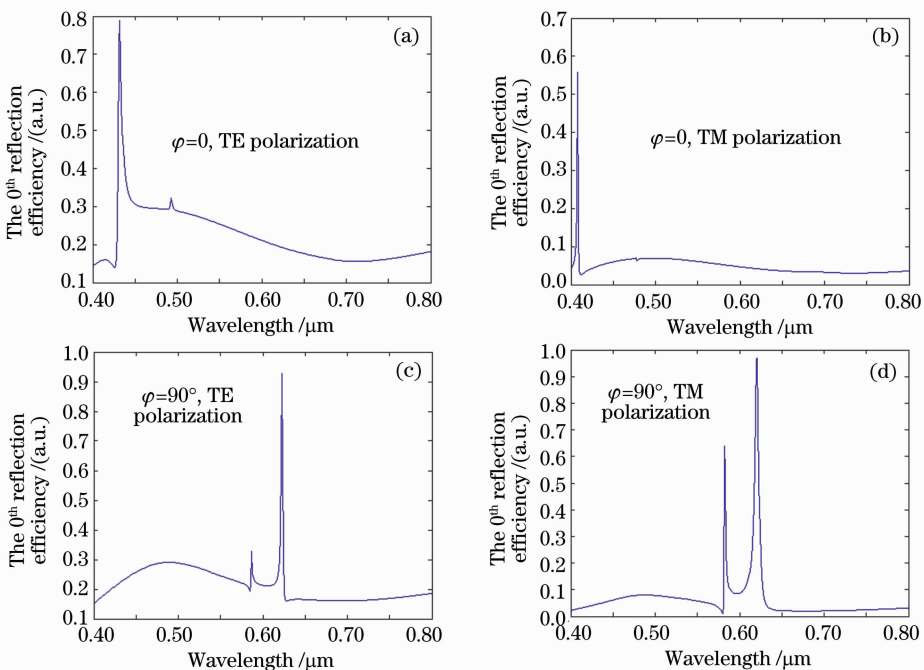 (a)
The 0th reflection
efficiency /(a.u.)
0.8
0.7
0.6
0.5
0.4
0.3
0.2
0.1
φ=0, TE polarization
0.40 0.50 0.60 0.70 0.80
Wavelength /μm
(b)
The 0th reflection
efficiency /(a.u.)
0.7
0.6
0.5
0.4
0.3
0.2
0.1
0.0
φ=0, TM polarization
0.40 0.50 0.60 0.70 0.80
Wavelength /μm
(c)
The 0th reflection
efficiency /(a.u.)
1.0
0.9
0.8
0.7
0.6
0.5
0.4
0.3
0.2
0.1
φ=90°, TE
polarization
0.40 0.50 0.60 0.70 0.80
Wavelength /μm
(d)
The 0th reflection
efficiency /(a.u.)
1.0
0.9
0.8
0.7
0.6
0.5
0.4
0.3
0.2
0.1
0.0
φ=90°, TM
polarization
0.40 0.50 0.60 0.70 0.80
Wavelength /μm